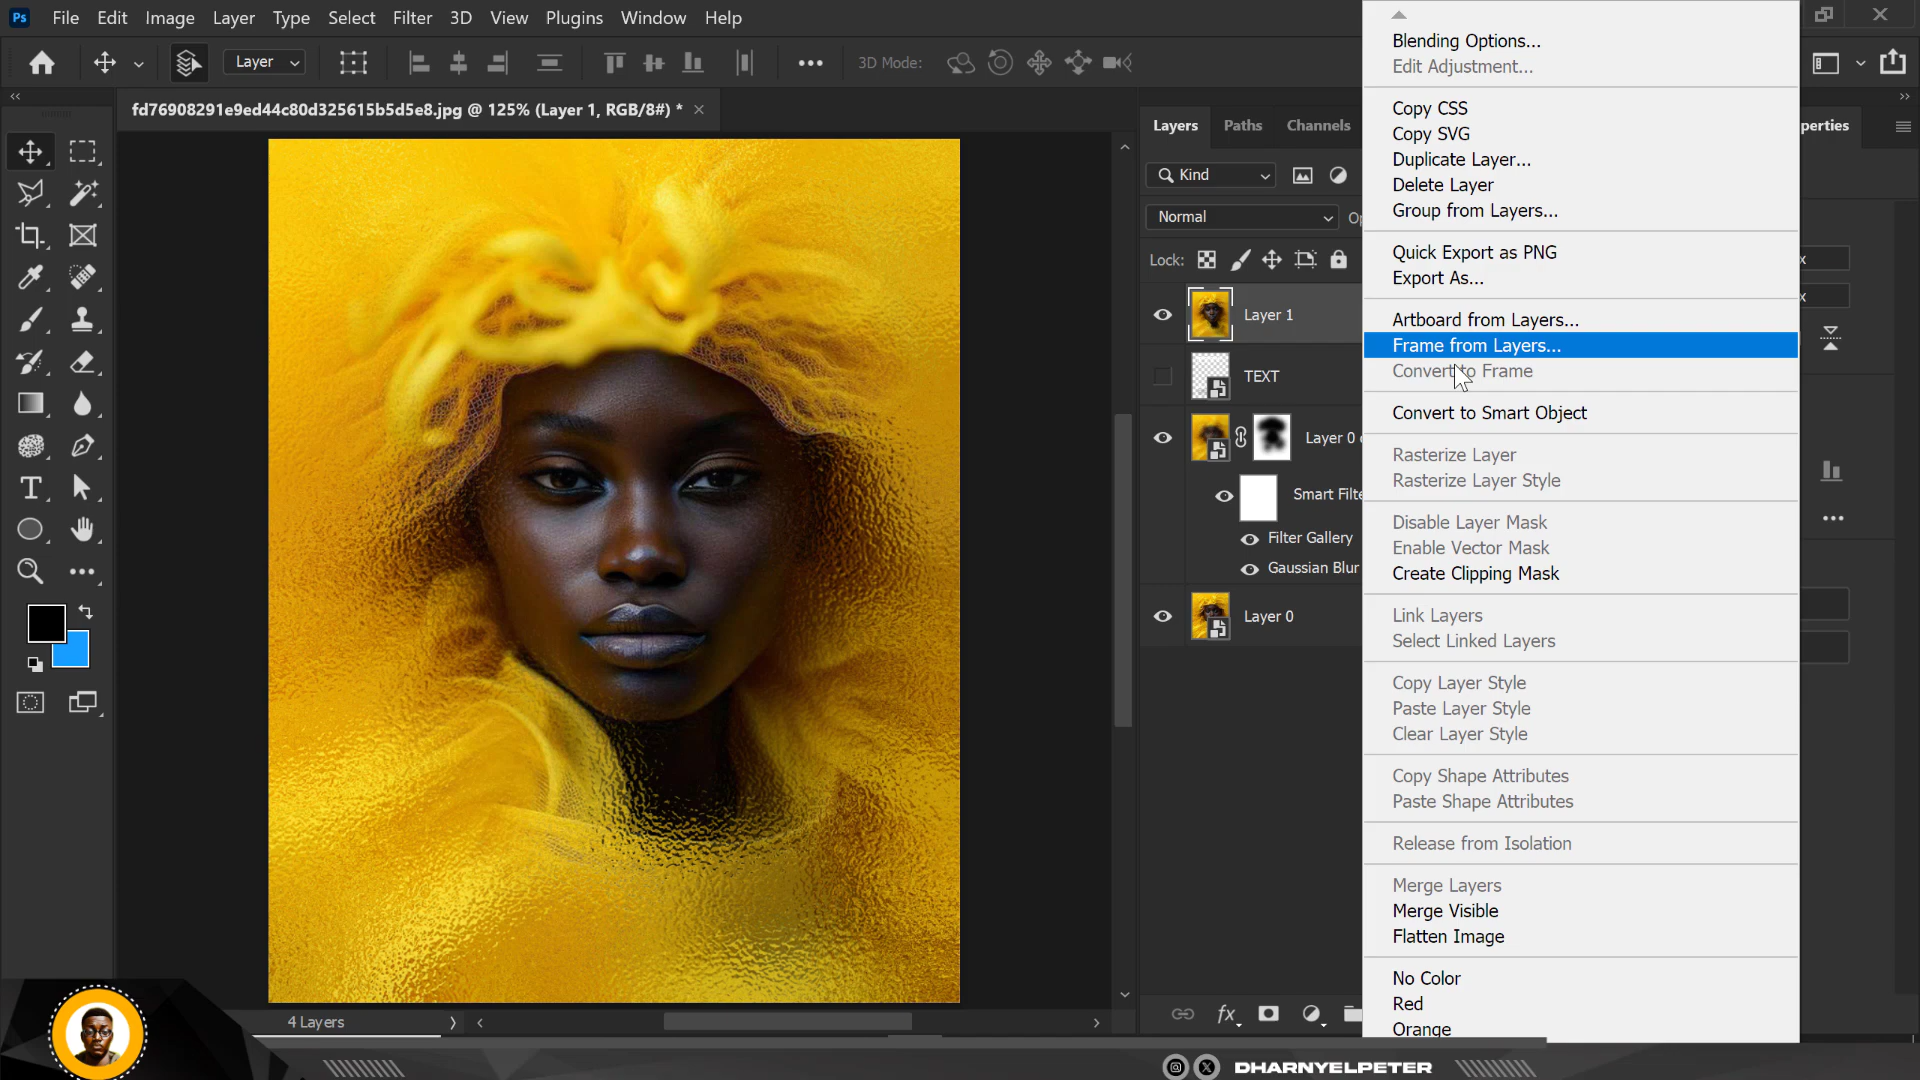 Ps File Edit Image Layer Type Select Filter 3D View Plugins Window Help
Layer
3D Mode:
fd76908291e9ed44c80d325615b5d5e8.jpg @ 125% (Layer 1, RGB/8#) *
Layers Paths Channels
Kind
Normal
Lock:
Layer 1
TEXT
Layer 0
Smart Filte
Filter Gallery
Gaussian Blur
Layer 0
Blending Options...
Edit Adjustment...
Copy CSS
Copy SVG
Duplicate Layer...
Delete Layer
Group from Layers...
Quick Export as PNG
Export As...
Artboard from Layers...
Frame from Layers...
Convert to Frame
Convert to Smart Object
Rasterize Layer
Rasterize Layer Style
Disable Layer Mask
Enable Vector Mask
Create Clipping Mask
Link Layers
Select Linked Layers
Copy Layer Style
Paste Layer Style
Clear Layer Style
Copy Shape Attributes
Paste Shape Attributes
Release from Isolation
Merge Layers
Merge Visible
Flatten Image
No Color
Red
Orange
perties
x
x
fx
4 Layers
DHARNYELPETER